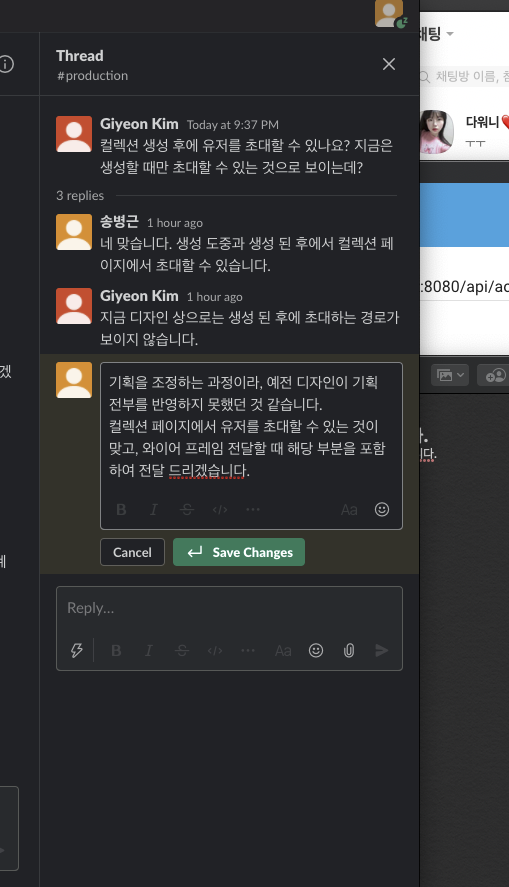 Thread
#production
Giyeon Kim Today at 9:37 PM
컬렉션 생성 후에 유저를 초대할 수 있나요? 지금은
생성할 때만 초대할 수 있는 것으로 보이는데?
3 replies
송병근 1 hour ago
네 맞습니다. 생성 도중과 생성 된 후에서 컬렉션 페
이지에서 초대할 수 있습니다.
Giyeon Kim 1 hour ago
지금 디자인 상으로는 생성 된 후에 초대하는 경로가
보이지 않습니다.
기획을 조정하는 과정이라, 예전 디자인이 기획
전부를 반영하지 못했던 것 같습니다.
컬렉션 페이지에서 유저를 초대할 수 있는 것이
맞고, 와이어 프레임 전달할 때 해당 부분을 포함
하여 전달 드리겠습니다.
B I S </> ... Aa
Cancel
Save Changes
Reply...
B I S </> ... Aa
겠
채팅
채팅방 이름, 참
다워니
ㅜㅜ
:8080/api/ac
다.